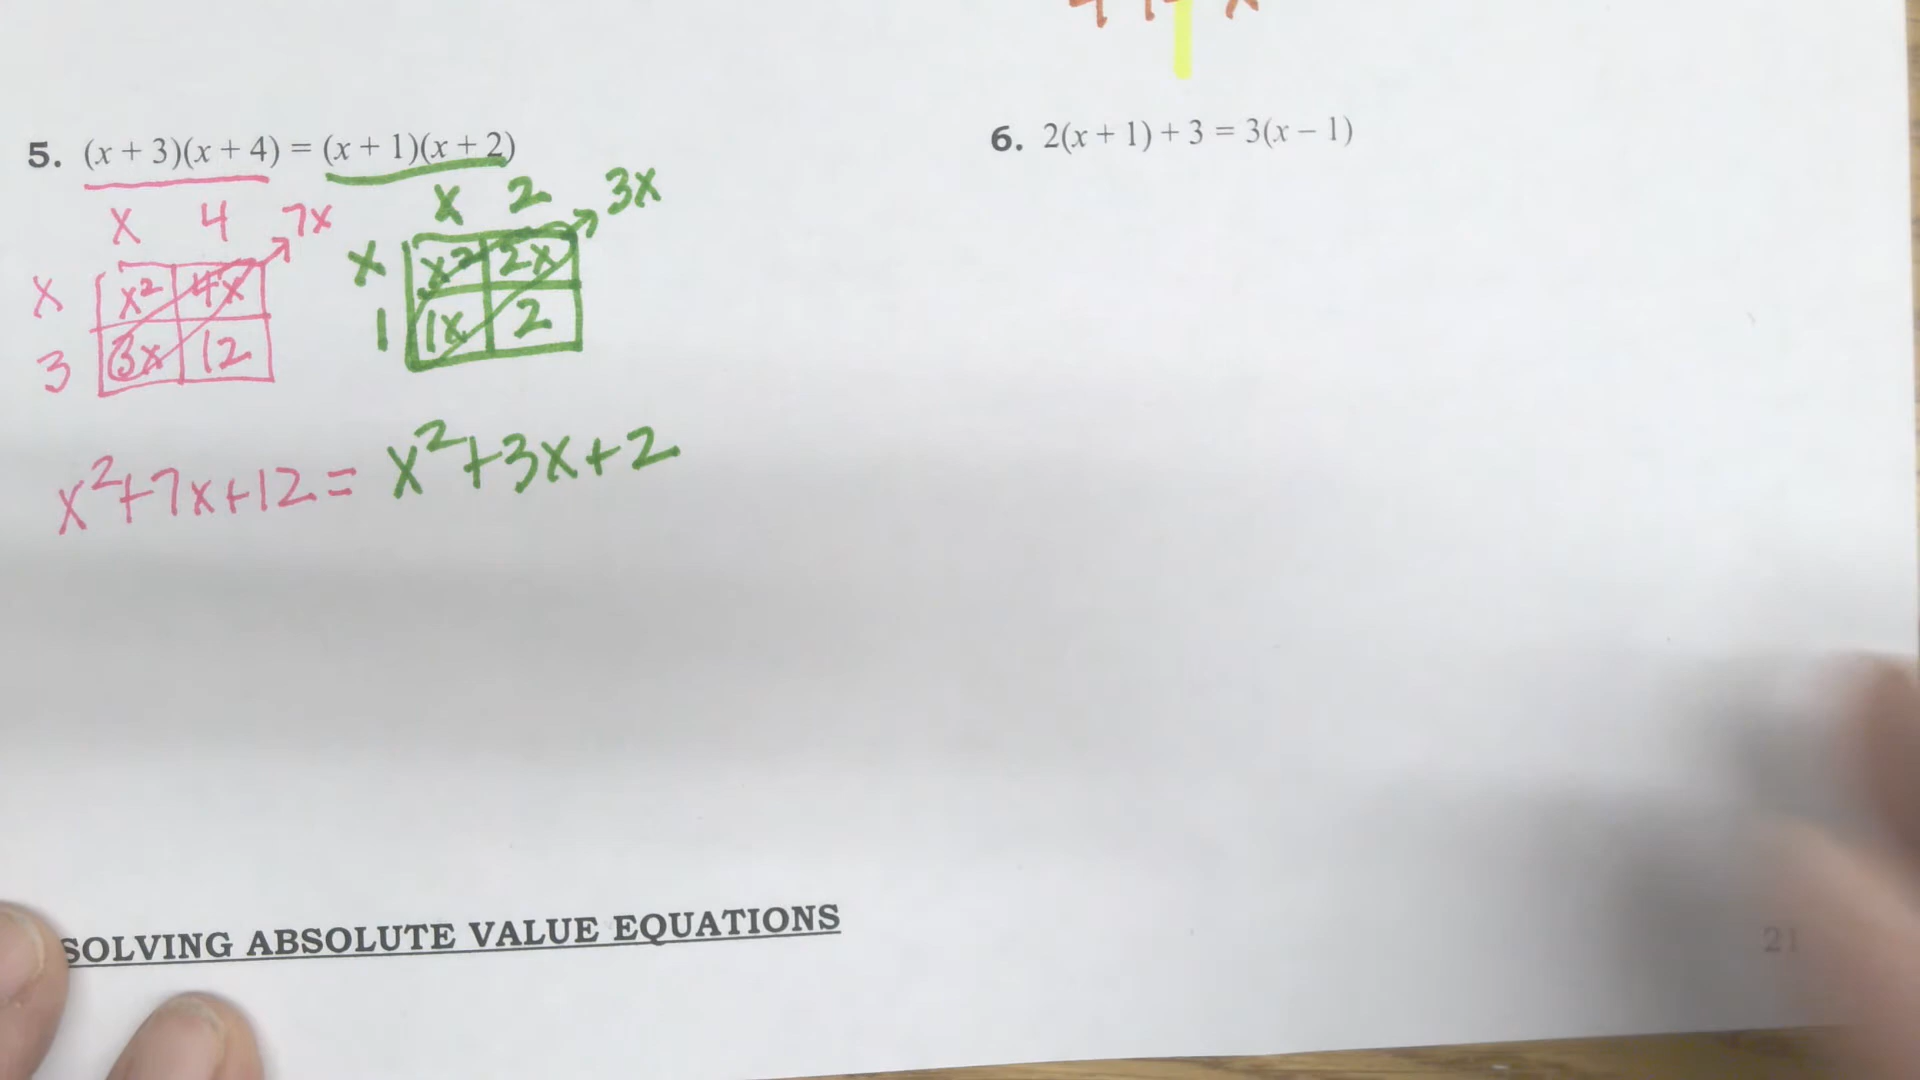 5. (x + 3)(x + 4) = (x + 1)(x + 2)
x 4 7x
x x² 4x
3 3x 12
x 2 3x
x x² 2x
1 1x 2
x²+7x+12 = x²+3x+2
6. 2(x + 1) + 3 = 3(x − 1)
SOLVING ABSOLUTE VALUE EQUATIONS
21